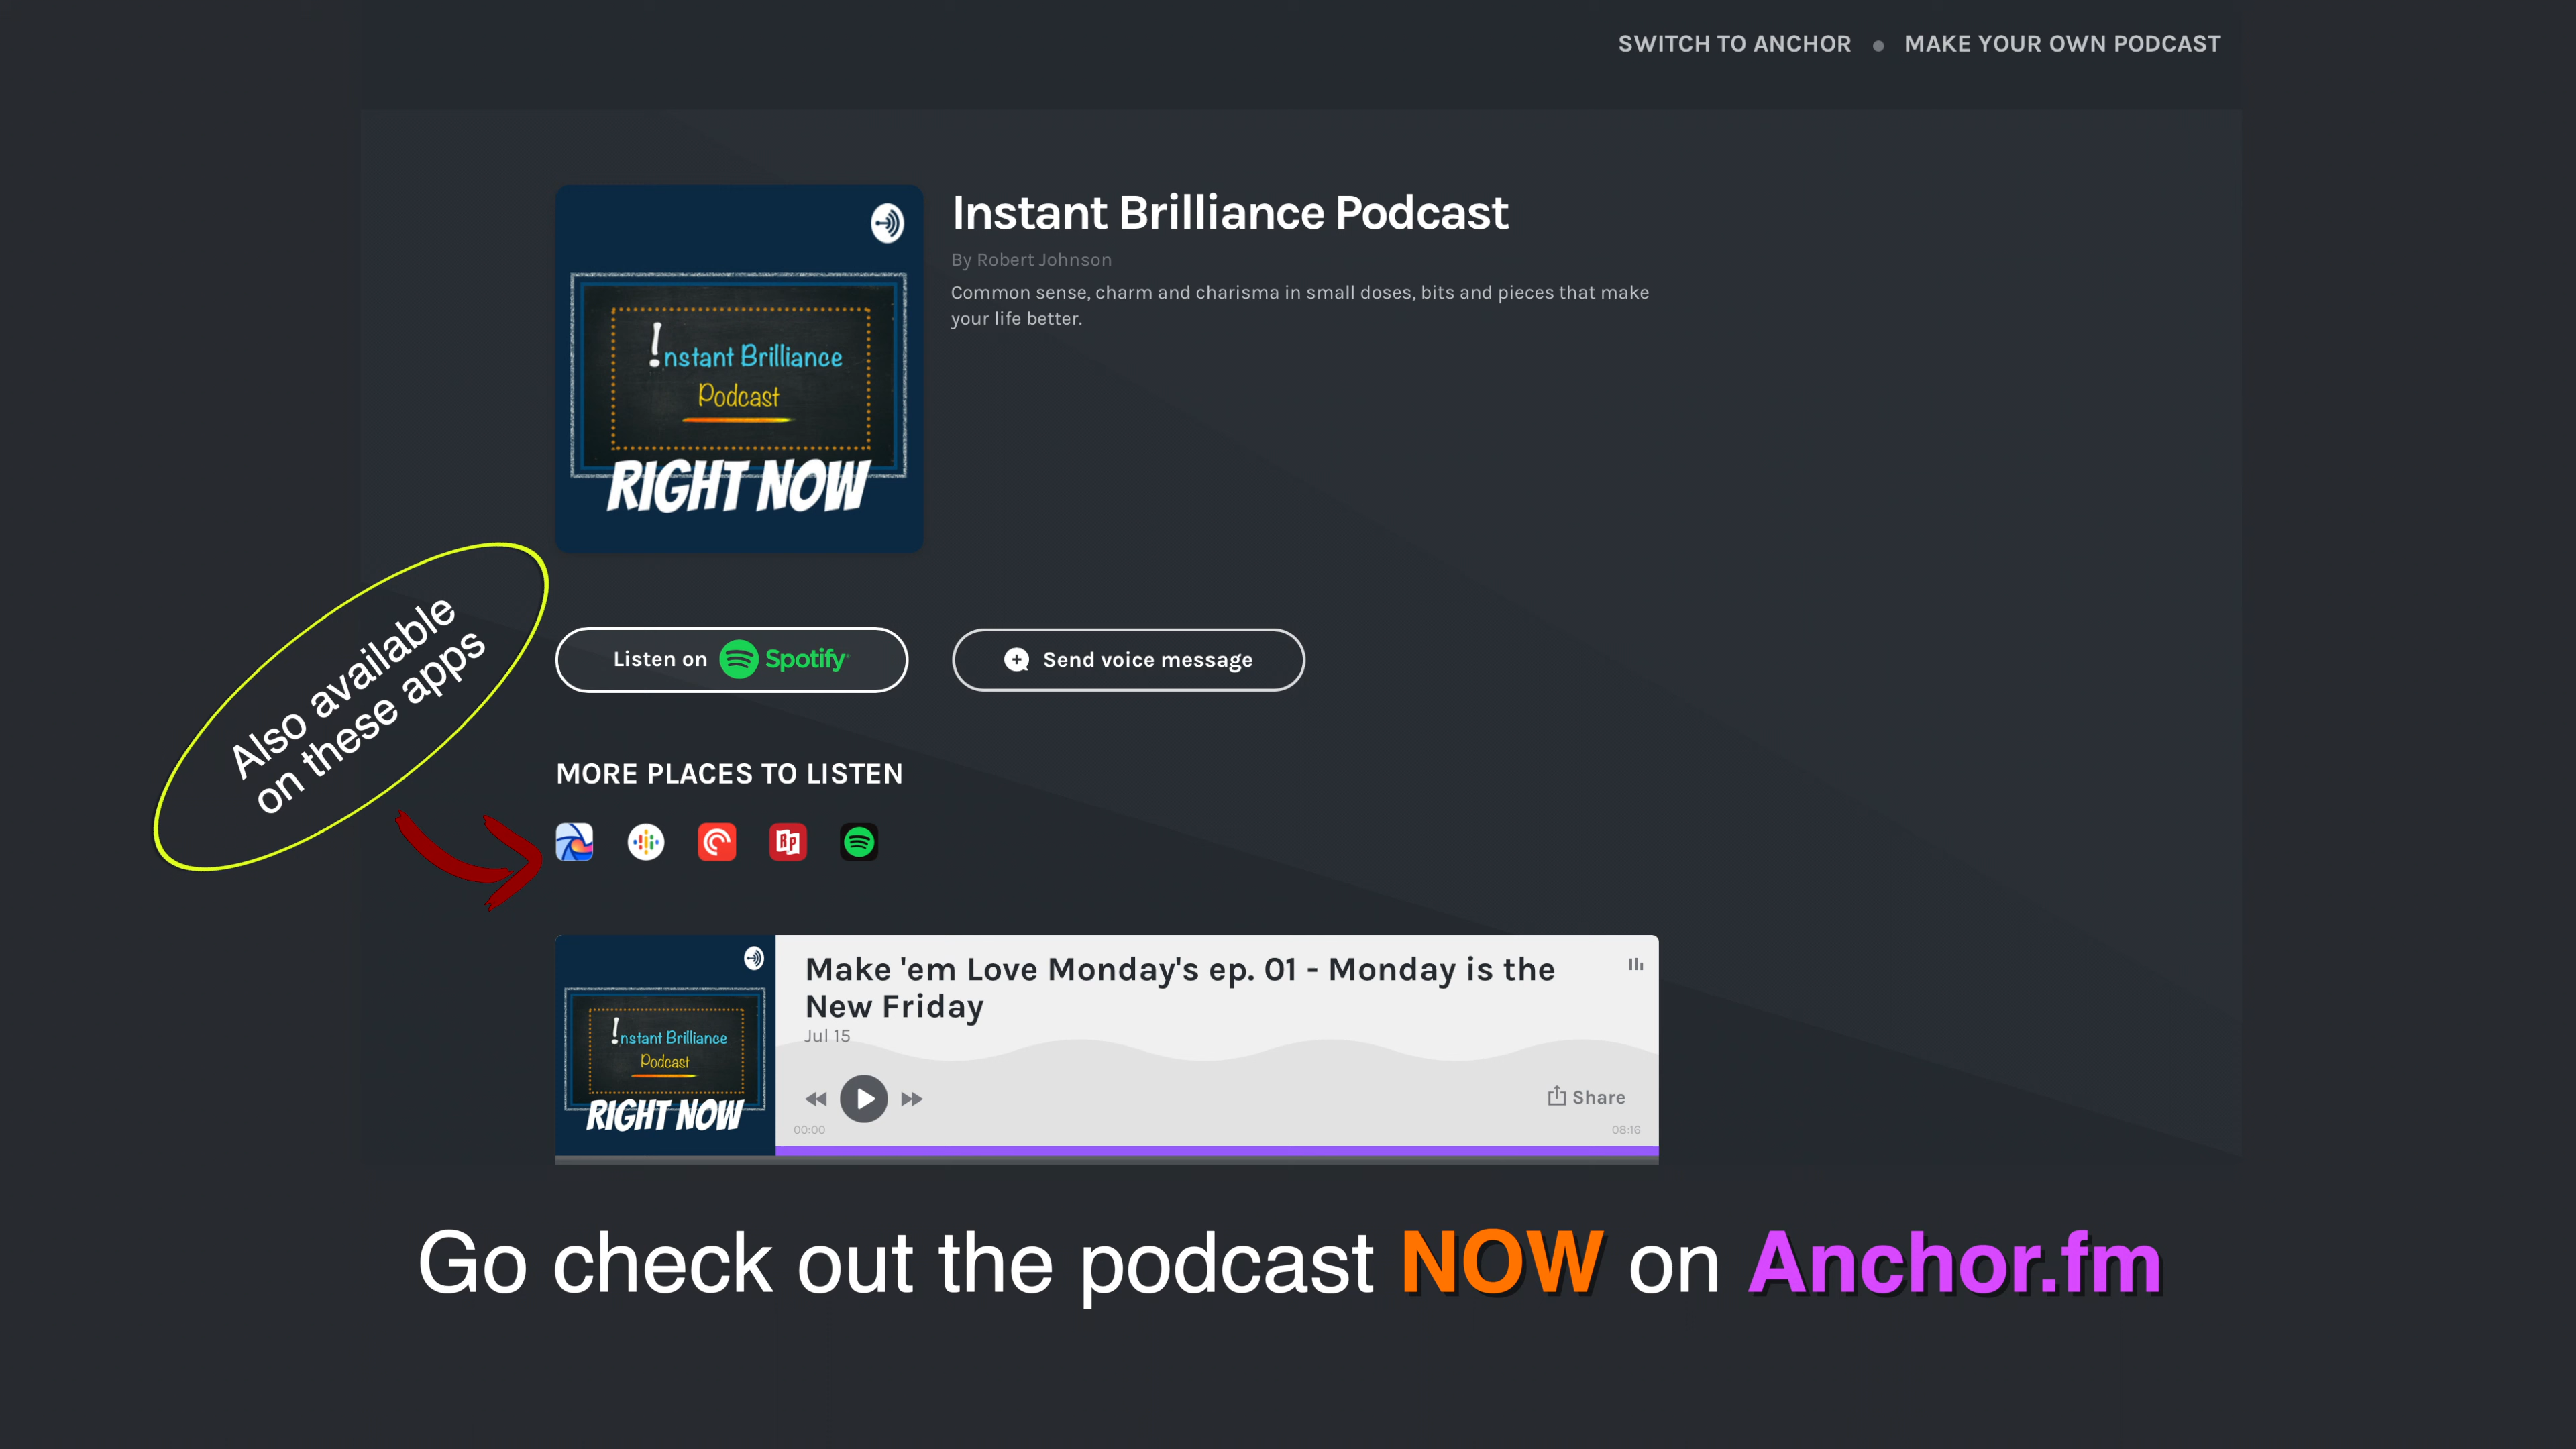 SWITCH TO ANCHOR • MAKE YOUR OWN PODCAST
Instant Brilliance Podcast
By Robert Johnson
Common sense, charm and charisma in small doses, bits and pieces that make
your life better.
!nstant Brilliance
Podcast
RIGHT NOW
Also available
on these apps
Listen on Spotify
Send voice message
MORE PLACES TO LISTEN
RP
Make 'em Love Monday's ep. 01 - Monday is the
New Friday
Jul 15
!nstant Brilliance
Podcast
RIGHT NOW
Share
00:00
08:16
Go check out the podcast NOW on Anchor.fm